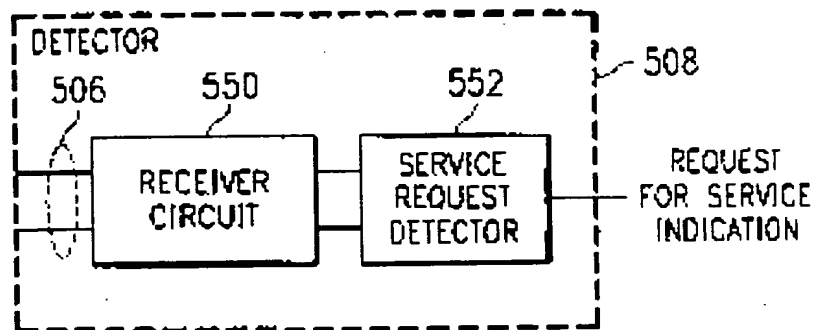 DETECTOR
508
506
550
552
RECEIVER
CIRCUIT
SERVICE
REQUEST
DETECTOR
REQUEST
FOR SERVICE
INDICATION